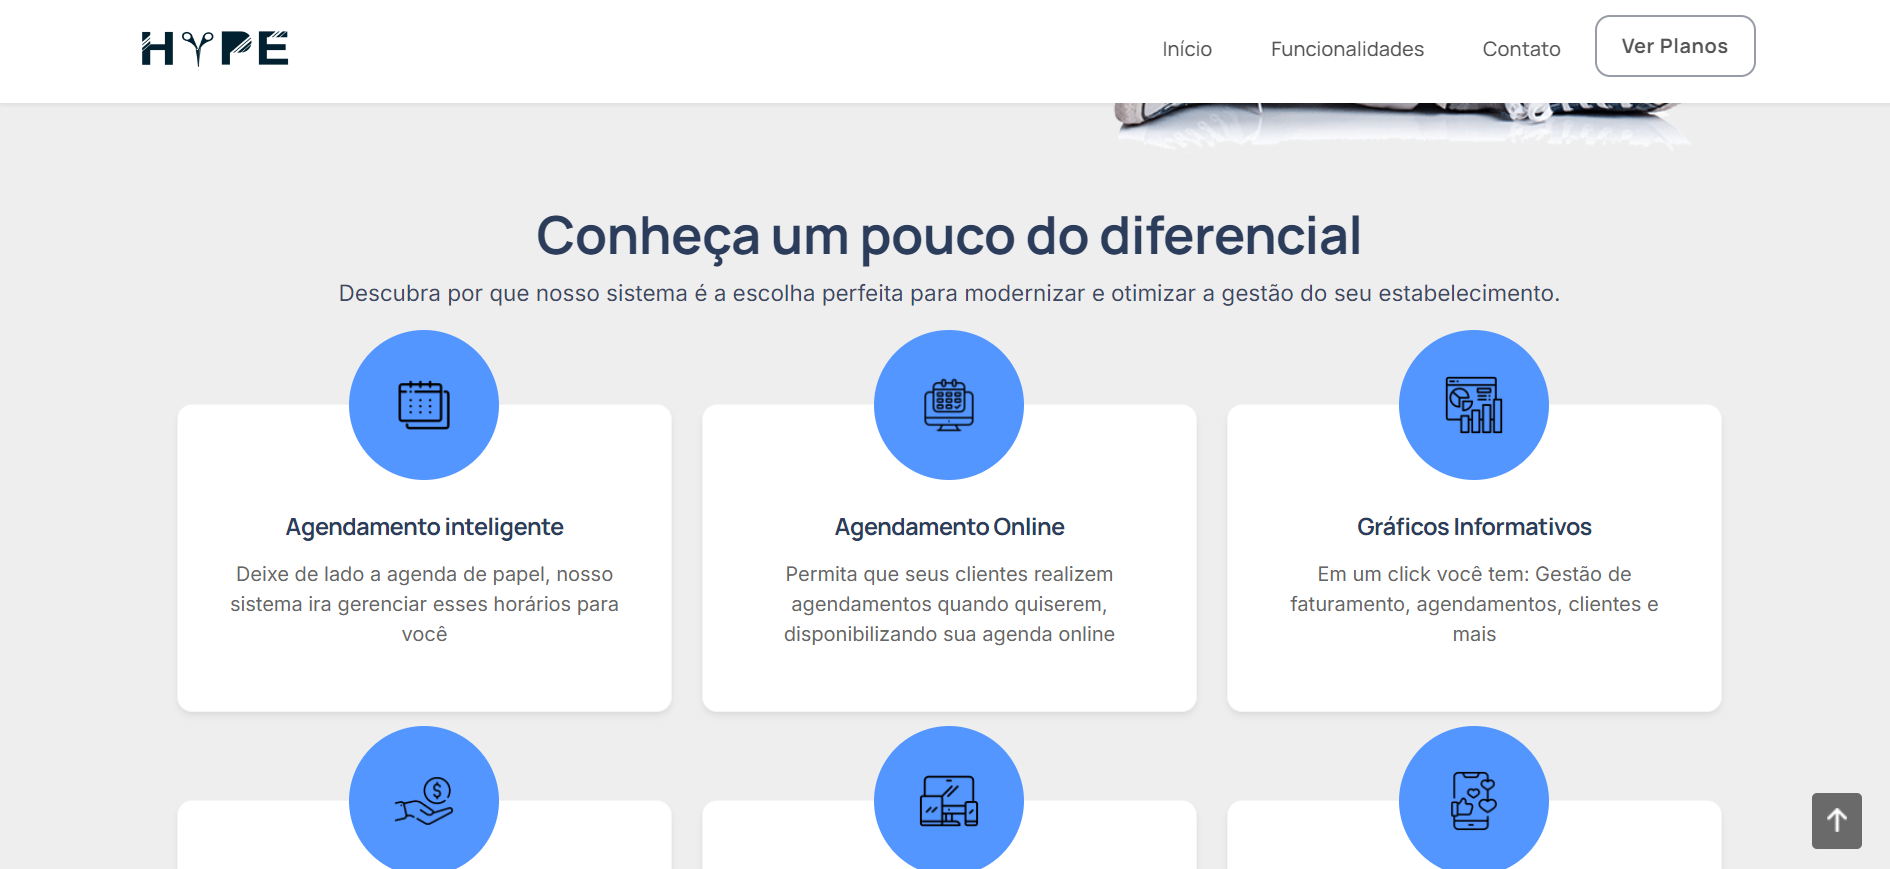 HYPE
Início
Funcionalidades
Contato
Ver Planos
Conheça um pouco do diferencial
Descubra por que nosso sistema é a escolha perfeita para modernizar e otimizar a gestão do seu estabelecimento.
Agendamento inteligente
Deixe de lado a agenda de papel, nosso
sistema ira gerenciar esses horários para
você
Agendamento Online
Permita que seus clientes realizem
agendamentos quando quiserem,
disponibilizando sua agenda online
Gráficos Informativos
Em um click você tem: Gestão de
faturamento, agendamentos, clientes e
mais
$